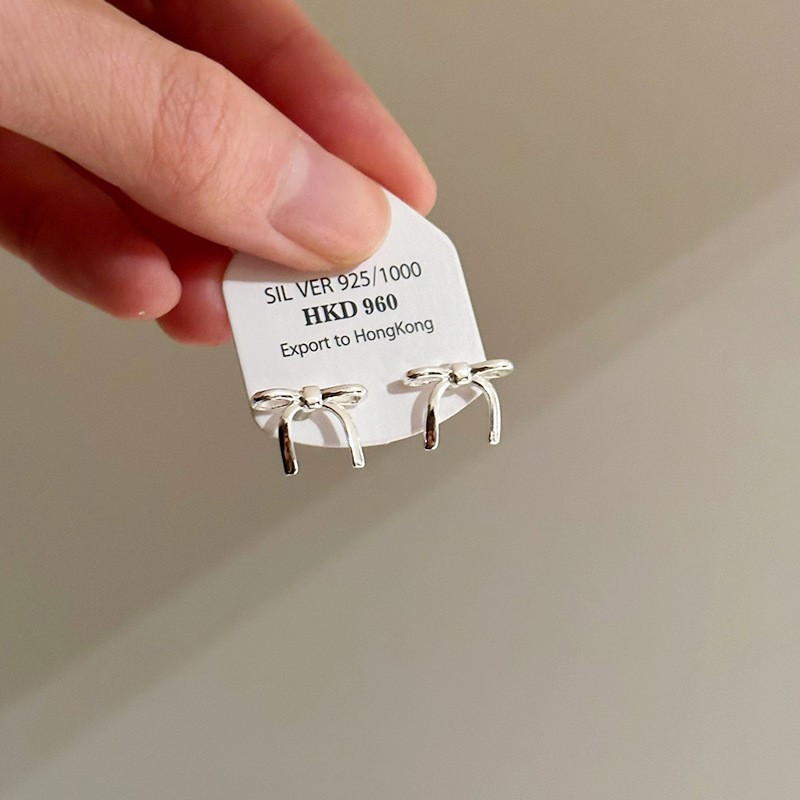 SIL VER 925/1000
HKD 960
Export to HongKong